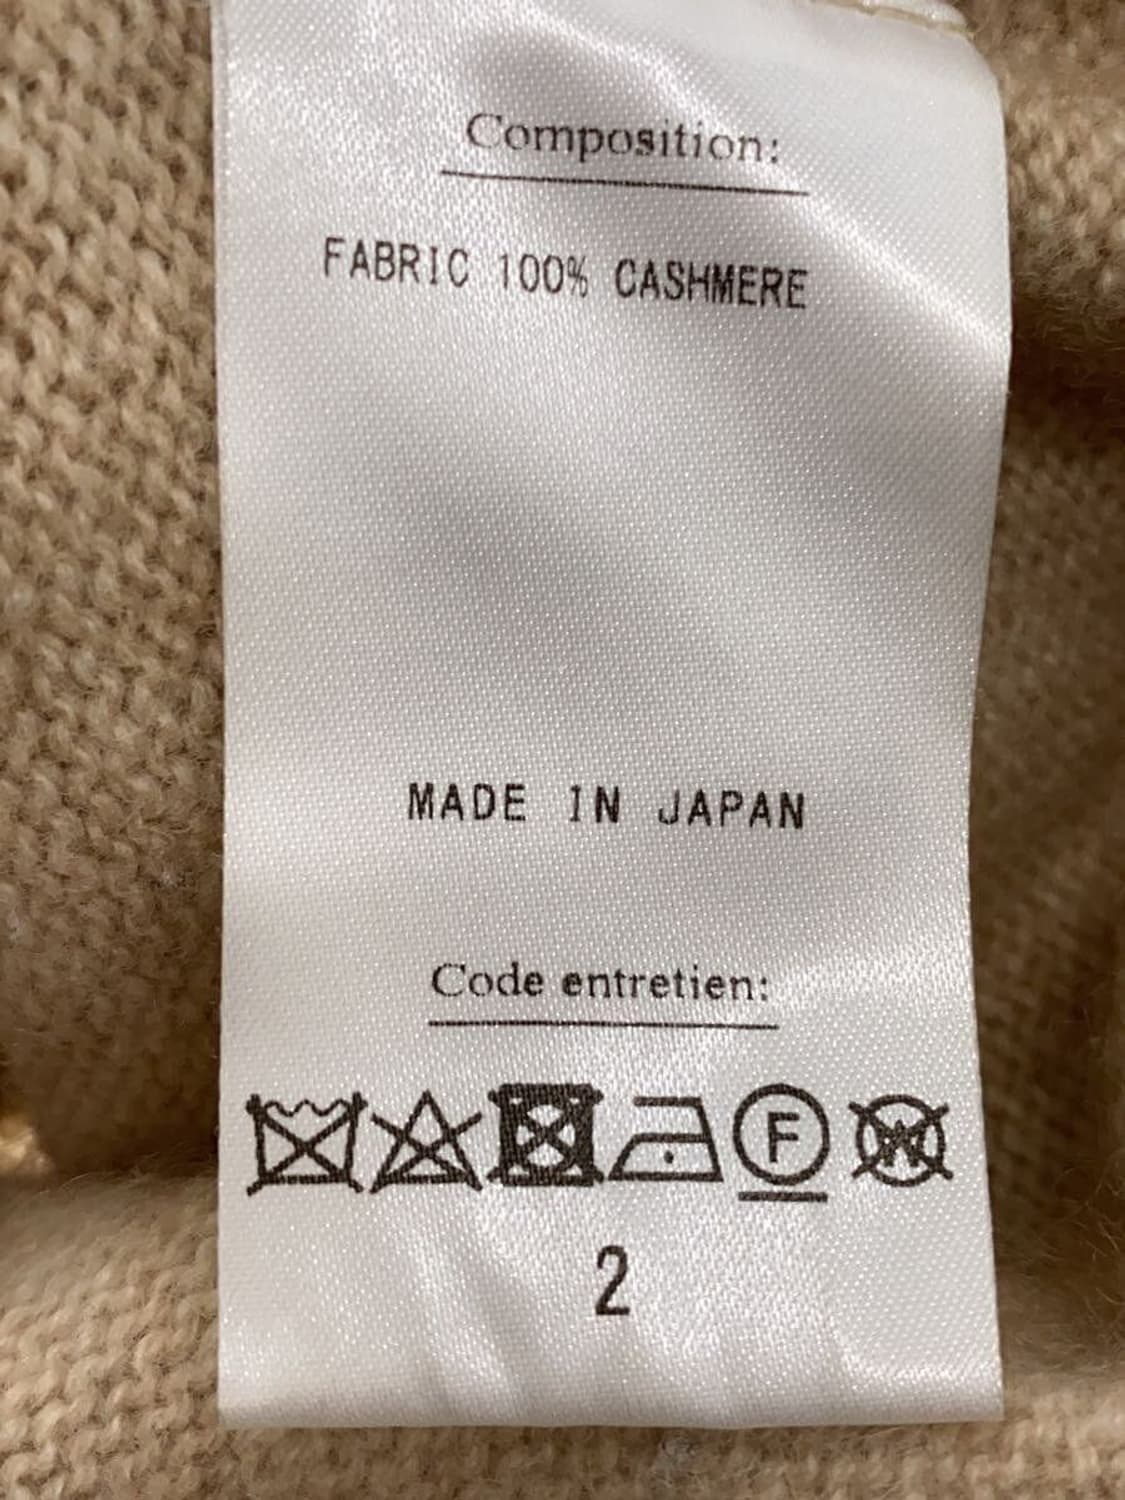 Composition:
FABRIC 100% CASHMERE
MADE IN JAPAN
Code entretien:
F W
2